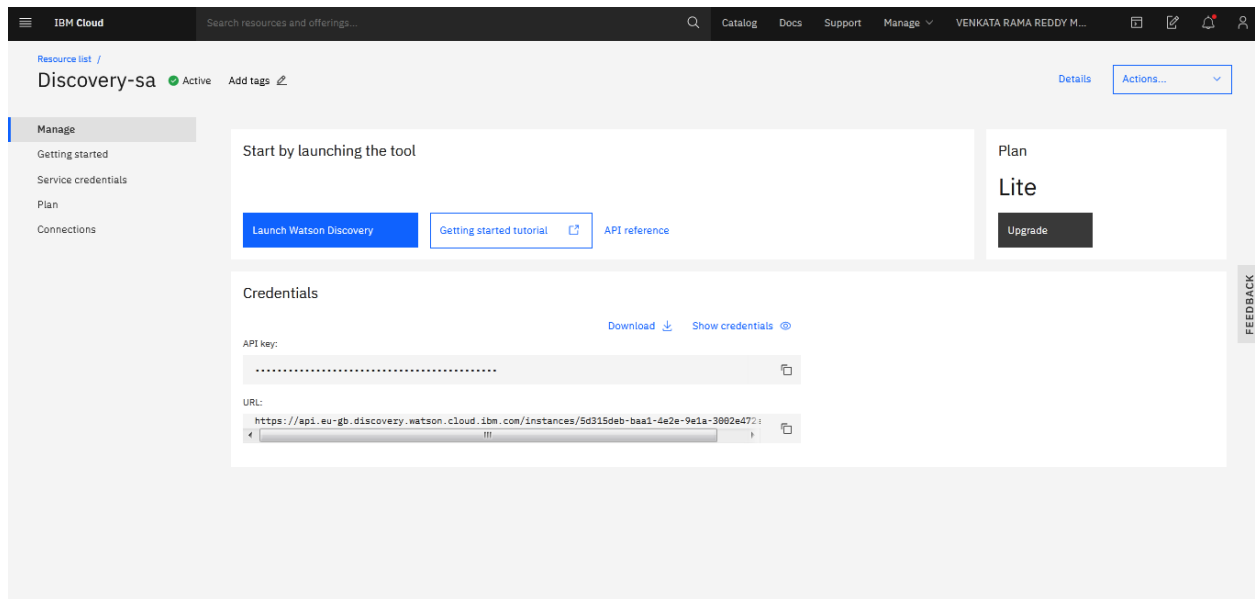 IBM Cloud Search resources and offerings... Catalog Docs Support Manage VENKATA RAMA REDDY M...
Resource list /
Discovery-sa Active Add tags Details Actions...
Manage
Getting started
Service credentials
Plan
Connections
Start by launching the tool
Launch Watson Discovery Getting started tutorial API reference
Plan
Lite
Upgrade
Credentials
Download Show credentials
API key:
••••••••••••••••••••••••••••••••••••••••••••
URL:
https://api.eu-gb.discovery.watson.cloud.ibm.com/instances/5d315deb-baa1-4e2e-9e1a-3002e472
FEEDBACK